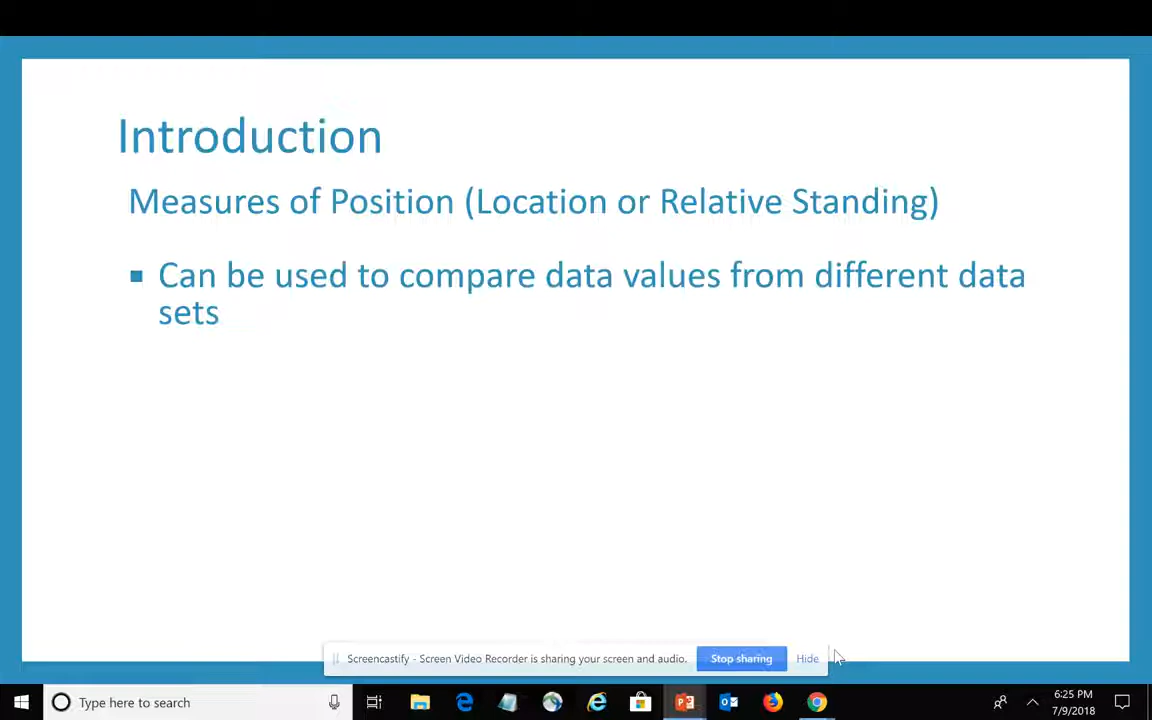 Introduction
Measures of Position (Location or Relative Standing)
Can be used to compare data values from different data
sets
Screencastify - Screen Video Recorder is sharing your screen and audio.
Stop sharing
Hide
Type here to search
6:25 PM
7/9/2018